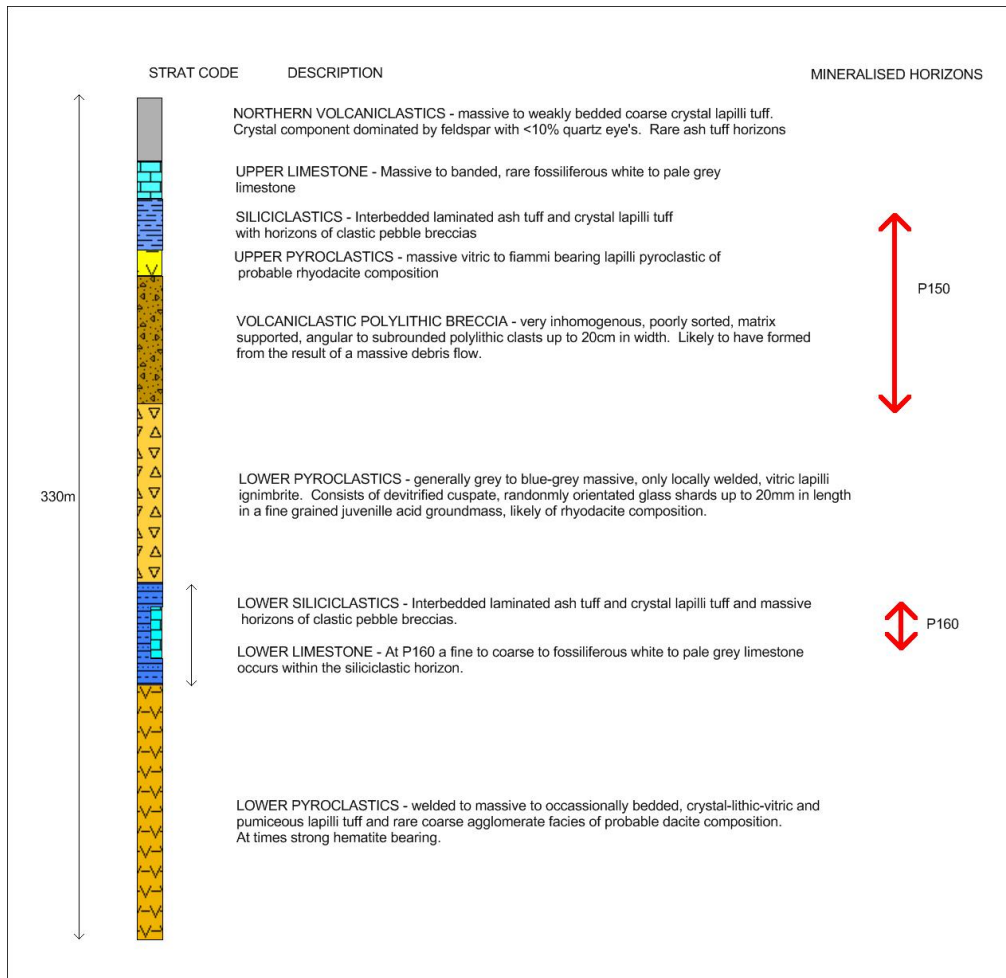 STRAT CODE DESCRIPTION MINERALISED HORIZONS
NORTHERN VOLCANICLASTICS - massive to weakly bedded coarse crystal lapilli tuff.
Crystal component dominated by feldspar with <10% quartz eye's. Rare ash tuff horizons
UPPER LIMESTONE - Massive to banded, rare fossiliferous white to pale grey
limestone
SILICICLASTICS - Interbedded laminated ash tuff and crystal lapilli tuff
with horizons of clastic pebble breccias
UPPER PYROCLASTICS - massive vitric to fiammi bearing lapilli pyroclastic of
probable rhyodacite composition
P150
VOLCANICLASTIC POLYLITHIC BRECCIA - very inhomogenous, poorly sorted, matrix
supported, angular to subrounded polylithic clasts up to 20cm in width. Likely to have formed
from the result of a massive debris flow.
330m
LOWER PYROCLASTICS - generally grey to blue-grey massive, only locally welded, vitric lapilli
ignimbrite. Consists of devitrified cuspate, randonmly orientated glass shards up to 20mm in length
in a fine grained juvenille acid groundmass, likely of rhyodacite composition.
LOWER SILICICLASTICS - Interbedded laminated ash tuff and crystal lapilli tuff and massive
horizons of clastic pebble breccias.
P160
LOWER LIMESTONE - At P160 a fine to coarse to fossiliferous white to pale grey limestone
occurs within the siliciclastic horizon.
LOWER PYROCLASTICS - welded to massive to occassionally bedded, crystal-lithic-vitric and
pumiceous lapilli tuff and rare coarse agglomerate facies of probable dacite composition.
At times strong hematite bearing.